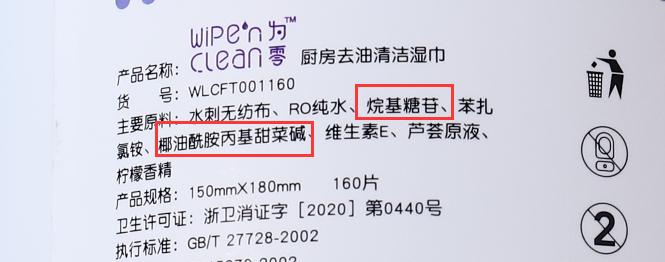 WiPe'n 为™
CLeaN 零
产品名称: 厨房去油清洁湿巾
货 号: WLCFT001160
主要原料: 水刺无纺布、RO纯水、烷基糖苷、苯扎
氯铵、椰油酰胺丙基甜菜碱、维生素E、芦荟原液、
柠檬香精
产品规格: 150mmX180mm 160片
卫生许可证: 浙卫消证字［2020］第0440号
执行标准: GB/T 27728-2002
2